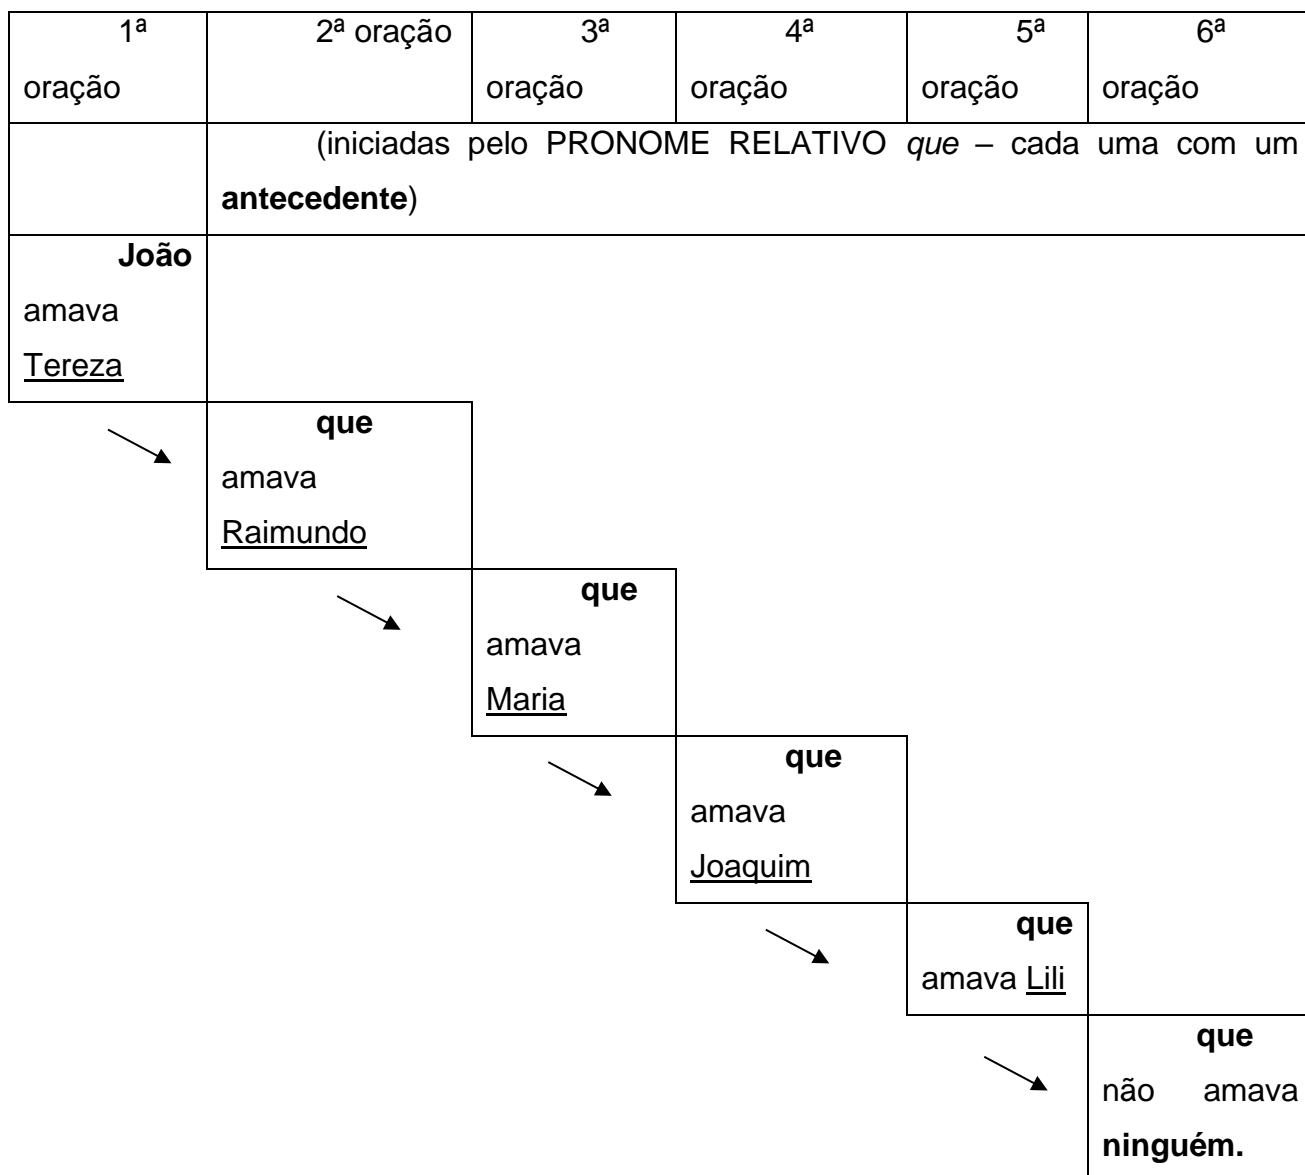 1ª oração
2ª oração
3ª oração
4ª oração
5ª oração
6ª oração
(iniciadas pelo PRONOME RELATIVO que – cada uma com um
antecedente)
João
amava
Tereza
que
amava
Raimundo
que
amava
Maria
que
amava
Joaquim
que
amava Lili
que
não amava
ninguém.